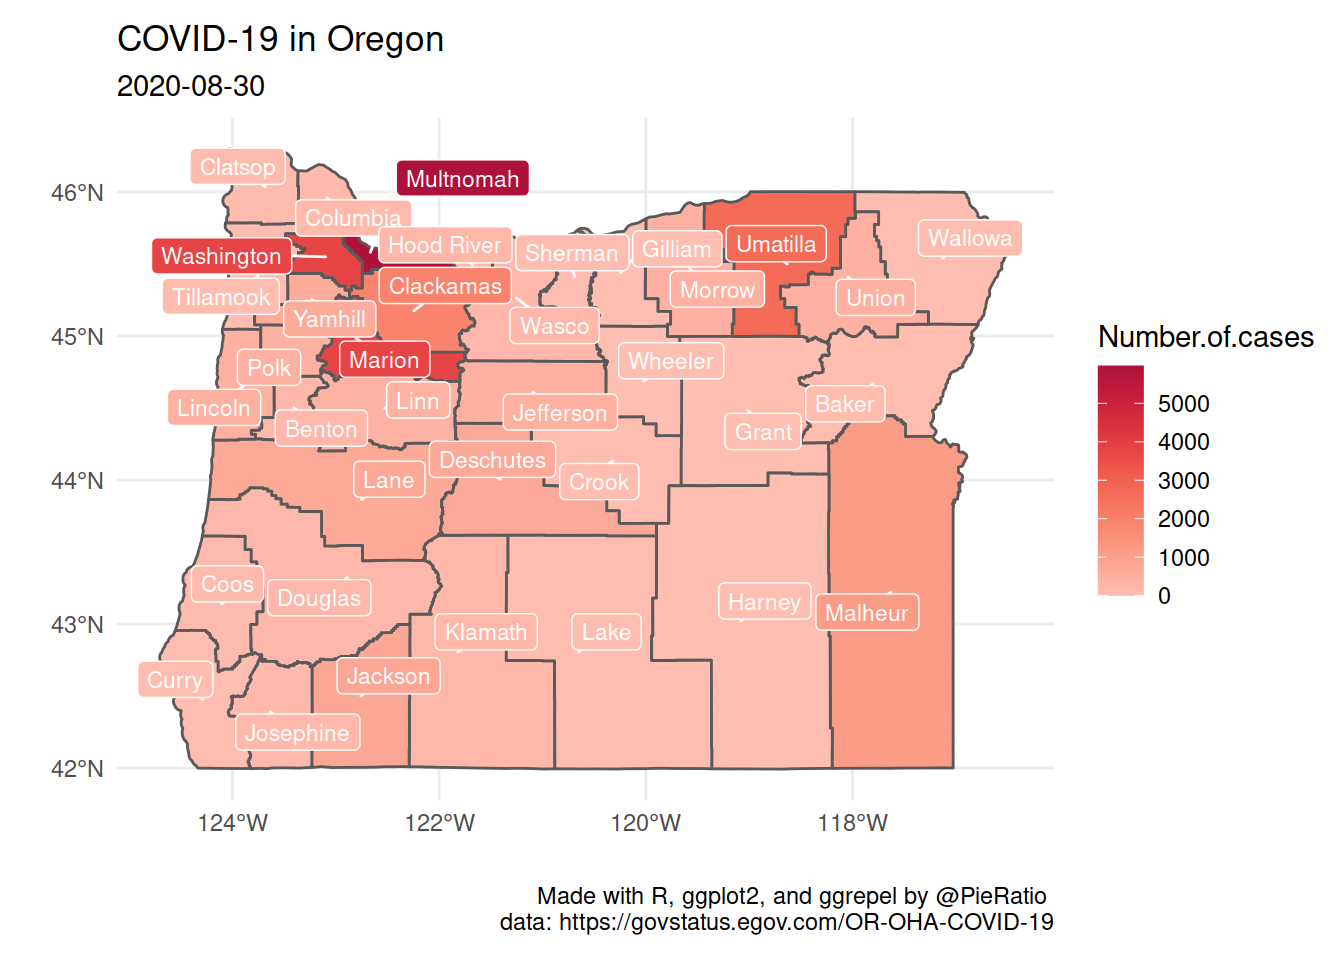 COVID-19 in Oregon
2020-08-30
46°N
45°N
44°N
43°N
42°N
124°W
122°W
120°W
118°W
Clatsop
Multnomah
Columbia
Washington
Hood River
Sherman
Gilliam
Umatilla
Wallowa
Tillamook
Clackamas
Morrow
Union
Yamhill
Wasco
Polk
Marion
Wheeler
Lincoln
Linn
Jefferson
Baker
Benton
Grant
Deschutes
Lane
Crook
Coos
Douglas
Harney
Malheur
Klamath
Lake
Curry
Jackson
Josephine
Number.of.cases
5000
4000
3000
2000
1000
0
Made with R, ggplot2, and ggrepel by @PieRatio
data: https://govstatus.egov.com/OR-OHA-COVID-19